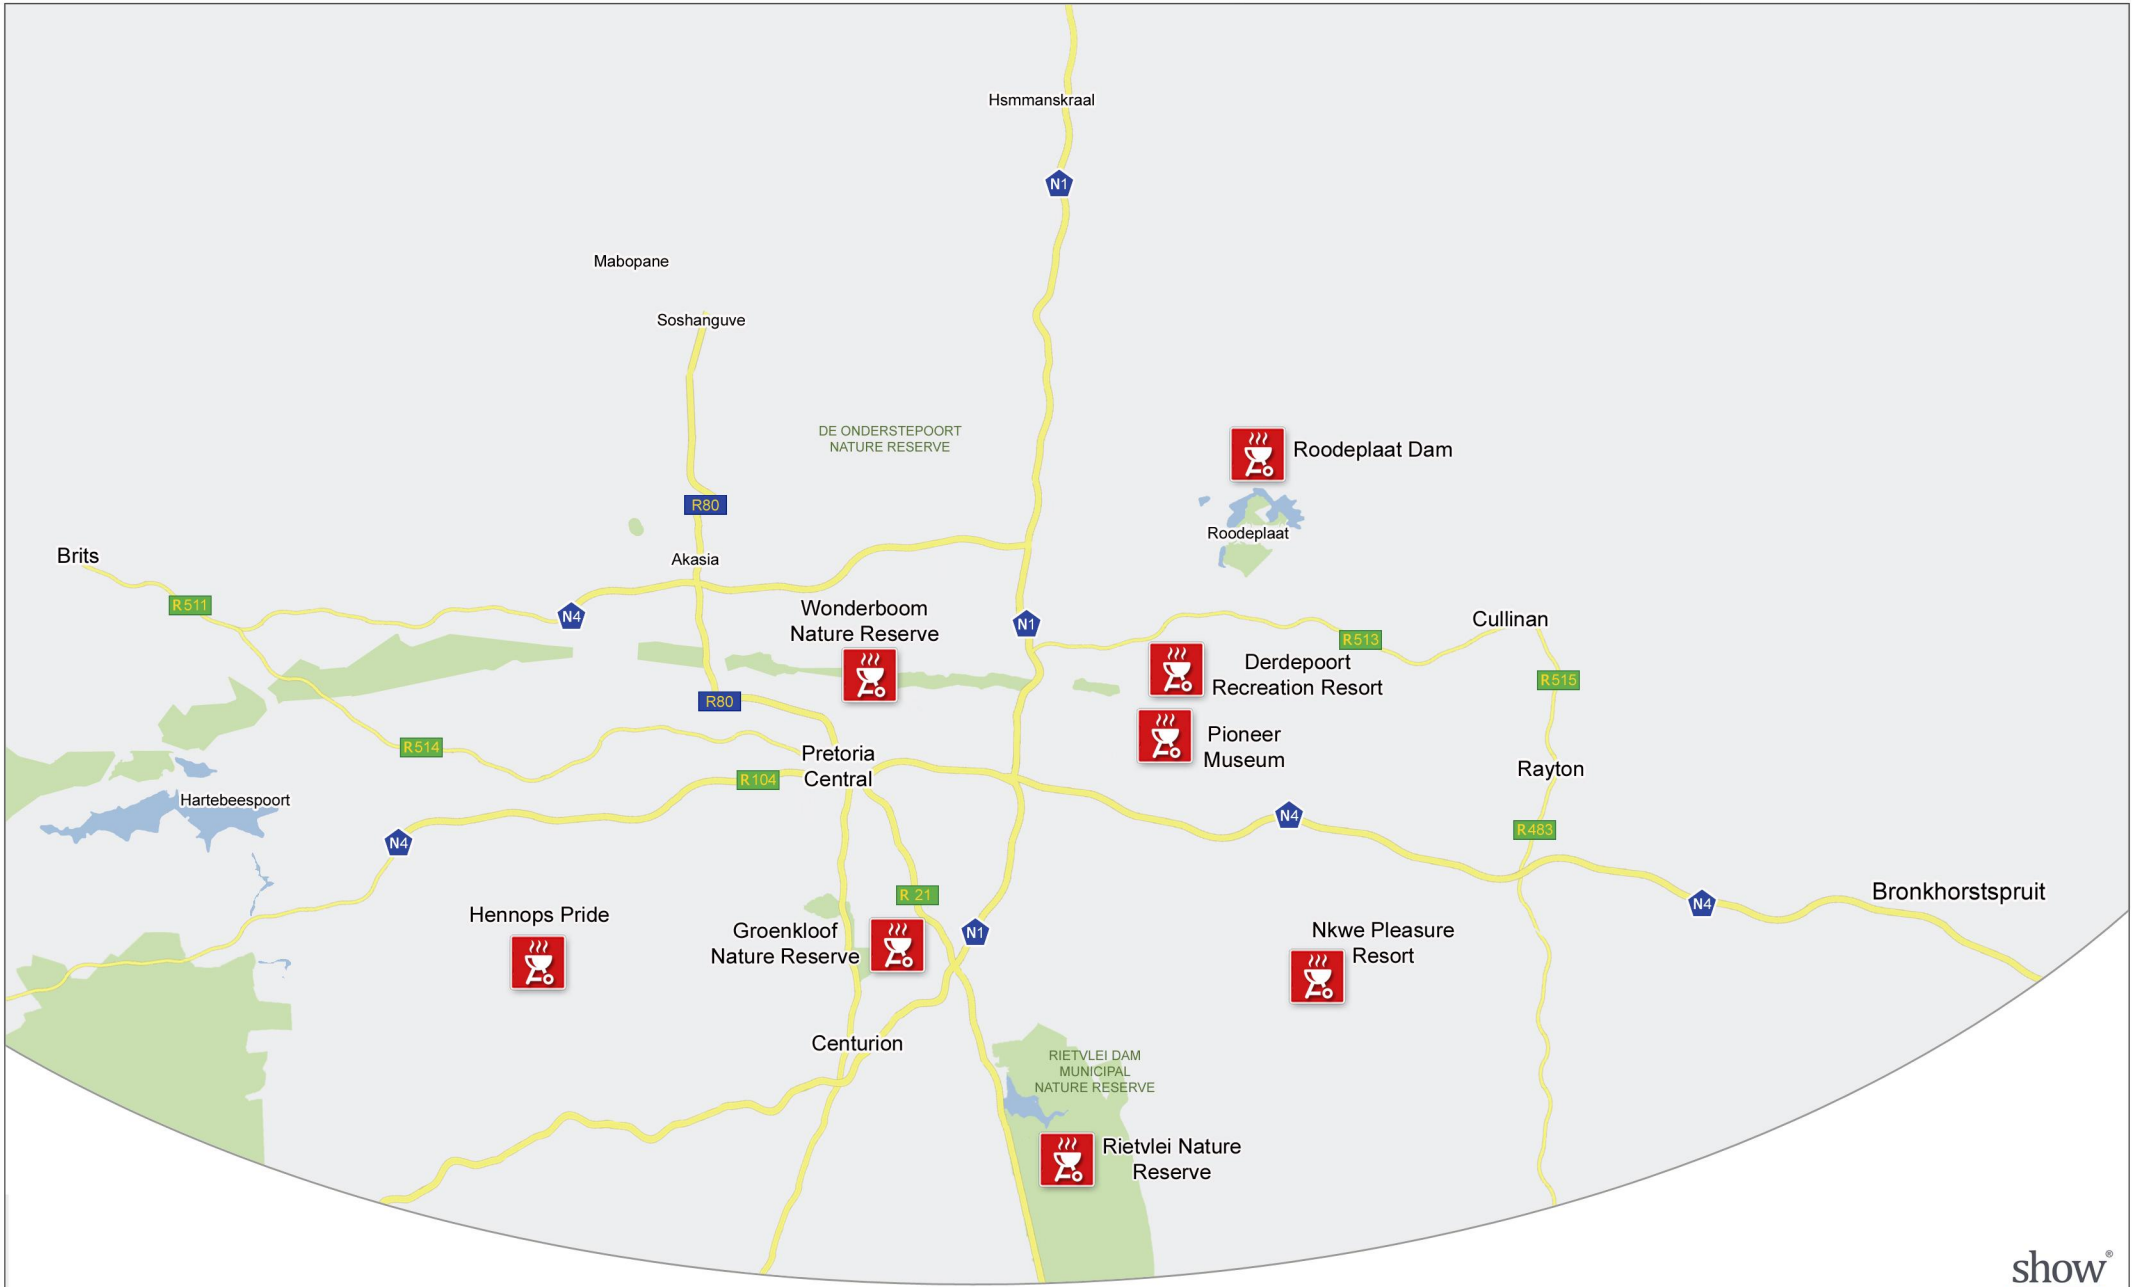 Hsmmanskraal
N1
Mabopane
Soshanguve
DE ONDERSTEPOORT
NATURE RESERVE
Roodeplaat Dam
R80
Roodeplaat
Brits
Akasia
R511
N4
Wonderboom
Nature Reserve
N1
Cullinan
R513
Derdepoort
Recreation Resort
R515
R80
Pioneer
Museum
R514
Pretoria
Central
Rayton
R104
Hartebeespoort
N4
N4
R483
Hennops Pride
R 21
Bronkhorstspruit
N4
Groenkloof
Nature Reserve
N1
Nkwe Pleasure
Resort
Centurion
RIETVLEI DAM
MUNICIPAL
NATURE RESERVE
Rietvlei Nature
Reserve
show®